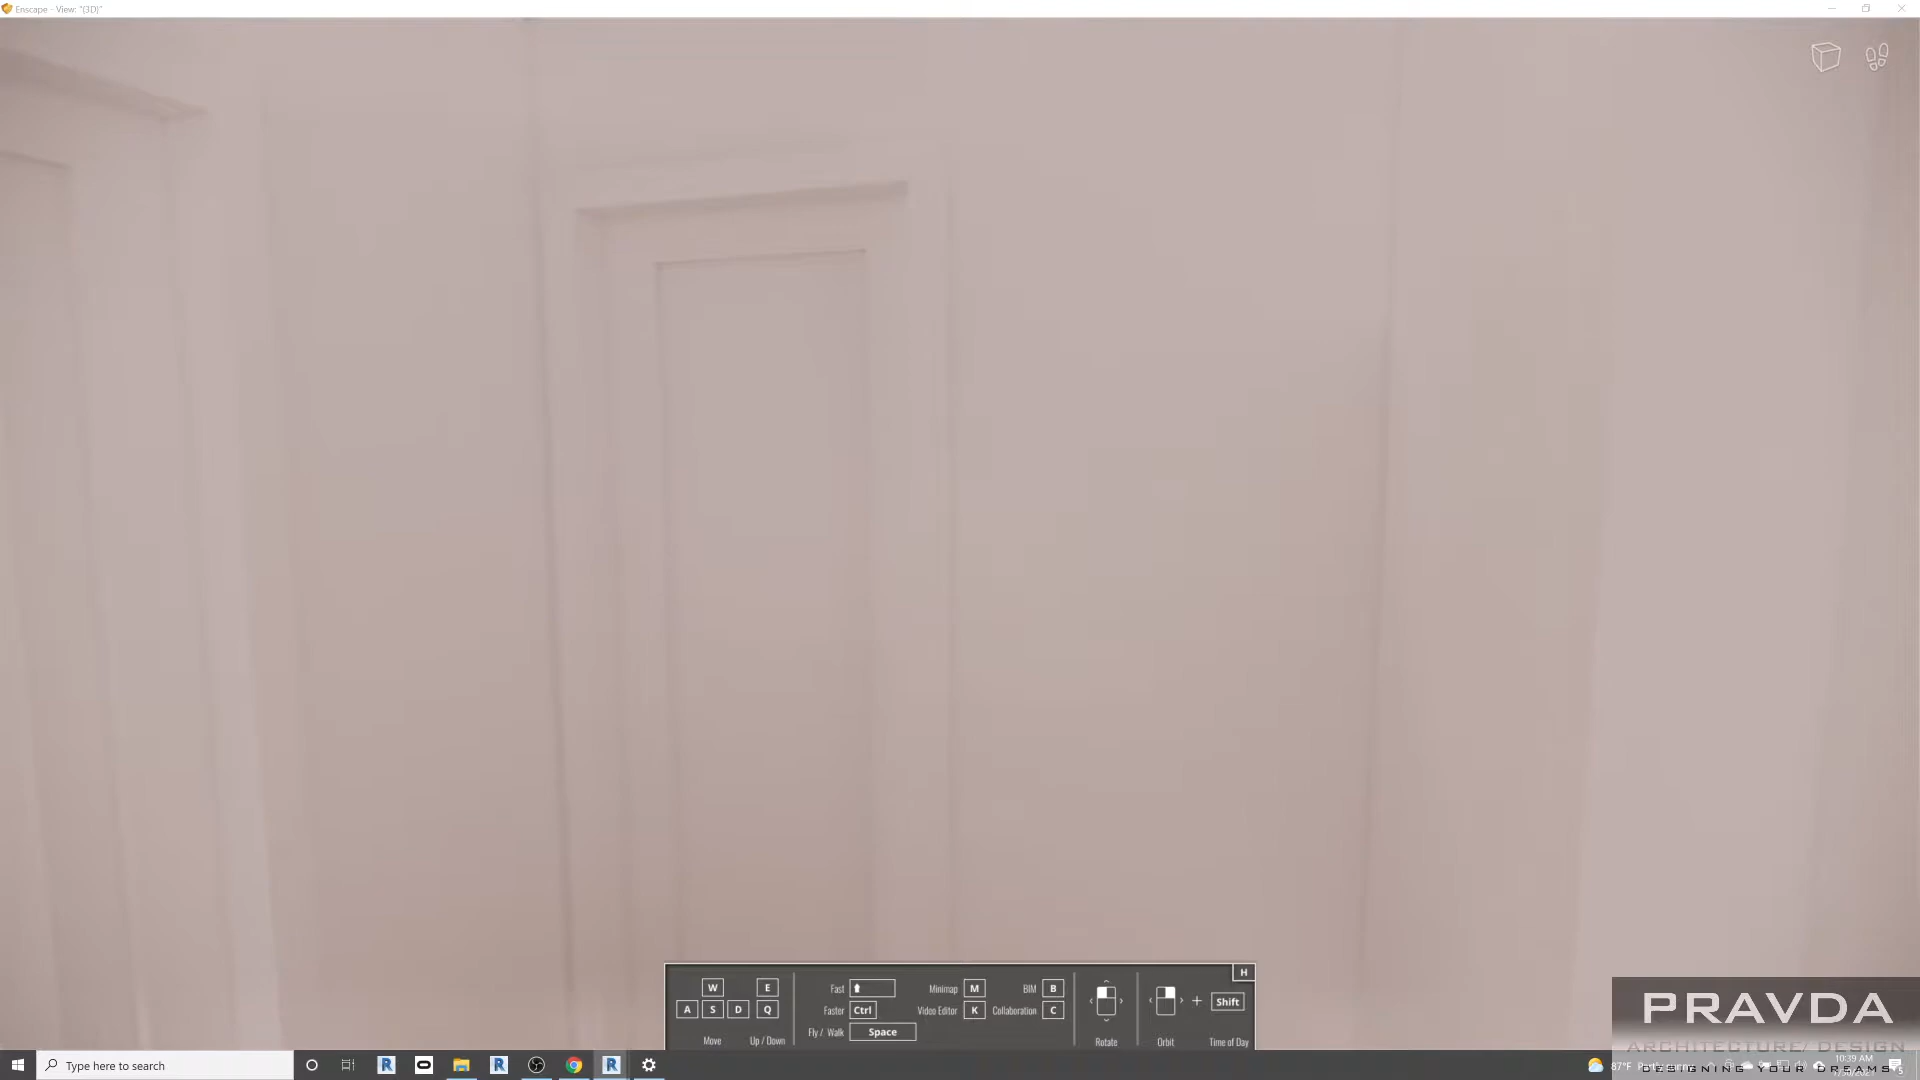 Enscape - View: "{3D}"
H
W E
A S D Q
Move Up / Down
Fast
Faster Ctrl
Fly / Walk Space
Minimap M
Video Editor K
BIM B
Collaboration C
Rotate
Orbit
+ Shift
Time of Day
PRAVDA
ARCHITECTURE/ DESIGN
DESIGNING YOUR DREAMS
Type here to search
87°F
10:39 AM